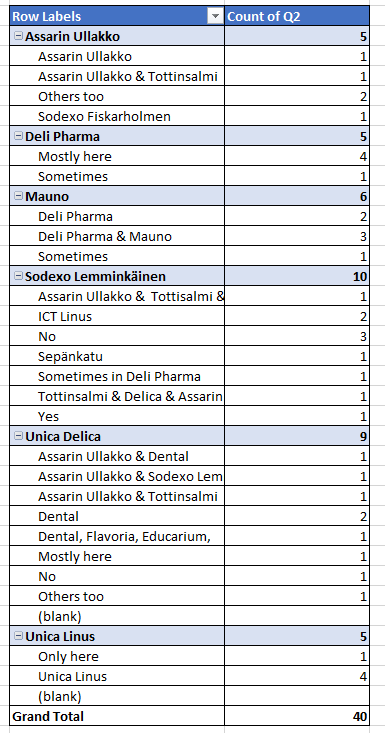 Row Labels Count of Q2
Assarin Ullakko 5
Assarin Ullakko 1
Assarin Ullakko & Tottinsalmi 1
Others too 2
Sodexo Fiskarholmen 1
Deli Pharma 5
Mostly here 4
Sometimes 1
Mauno 6
Deli Pharma 2
Deli Pharma & Mauno 3
Sometimes 1
Sodexo Lemminkäinen 10
Assarin Ullakko & Tottisalmi & 1
ICT Linus 2
No 3
Sepänkatu 1
Sometimes in Deli Pharma 1
Tottinsalmi & Delica & Assarin 1
Yes 1
Unica Delica 9
Assarin Ullakko & Dental 1
Assarin Ullakko & Sodexo Lem 1
Assarin Ullakko & Tottinsalmi 1
Dental 2
Dental, Flavoria, Educarium, 1
Mostly here 1
No 1
Others too 1
(blank)
Unica Linus 5
Only here 1
Unica Linus 4
(blank)
Grand Total 40